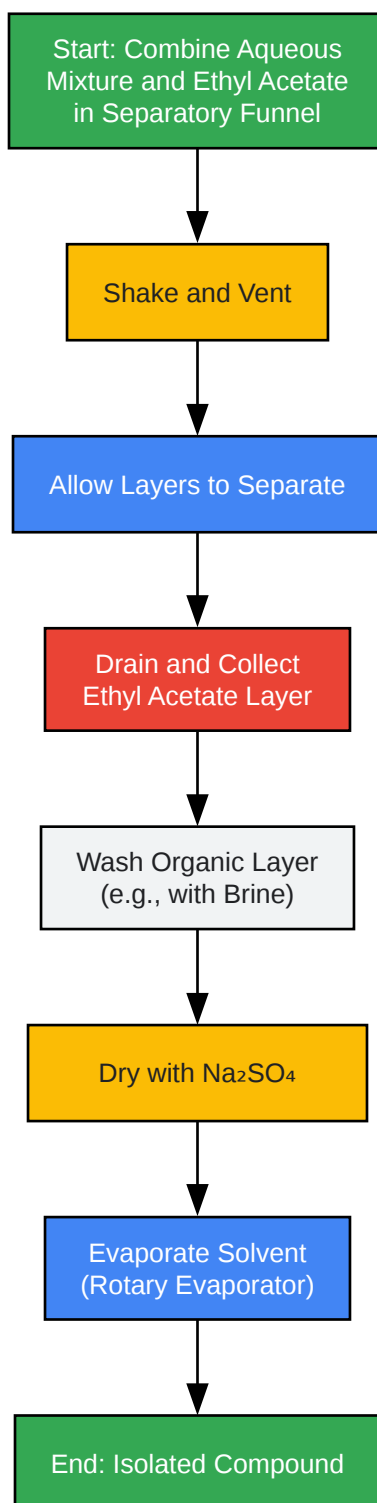 Start: Combine Aqueous
Mixture and Ethyl Acetate
in Separatory Funnel
Shake and Vent
Allow Layers to Separate
Drain and Collect
Ethyl Acetate Layer
Wash Organic Layer
(e.g., with Brine)
Dry with Na₂SO₄
Evaporate Solvent
(Rotary Evaporator)
End: Isolated Compound